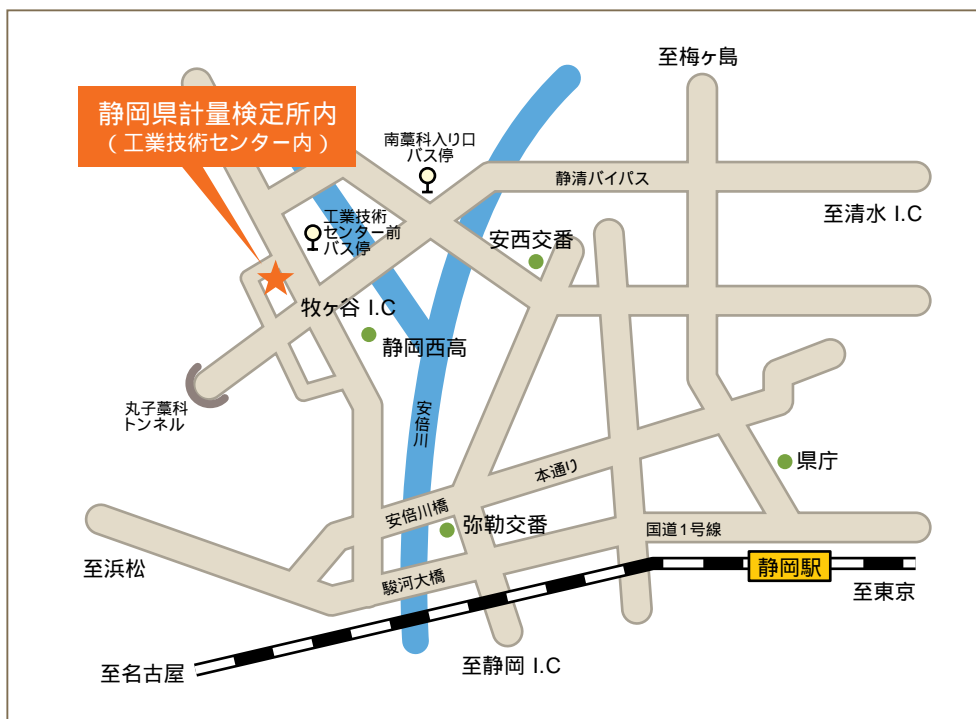 至梅ヶ島
静岡県計量検定所内
（工業技術センター内）
南藁科入り口
バス停
静清バイパス
至清水 I.C
工業技術
センター前
バス停
安西交番
牧ヶ谷 I.C
静岡西高
丸子藁科
トンネル
安倍川
本通り
県庁
安倍川橋
弥勒交番
国道1号線
至浜松
駿河大橋
静岡駅
至東京
至名古屋
至静岡 I.C